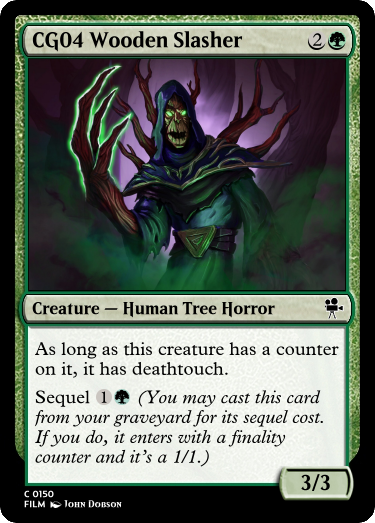 CG04 Wooden Slasher 2
Creature — Human Tree Horror
As long as this creature has a counter
on it, it has deathtouch.
Sequel 1 (You may cast this card
from your graveyard for its sequel cost.
If you do, it enters with a finality
counter and it's a 1/1.)
3/3
C 0150
FILM John Dobson